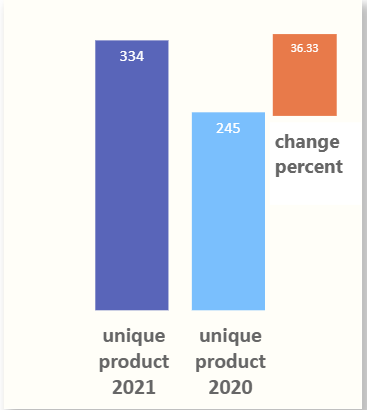 334
245
36.33
change
percent
unique
product
2021
unique
product
2020